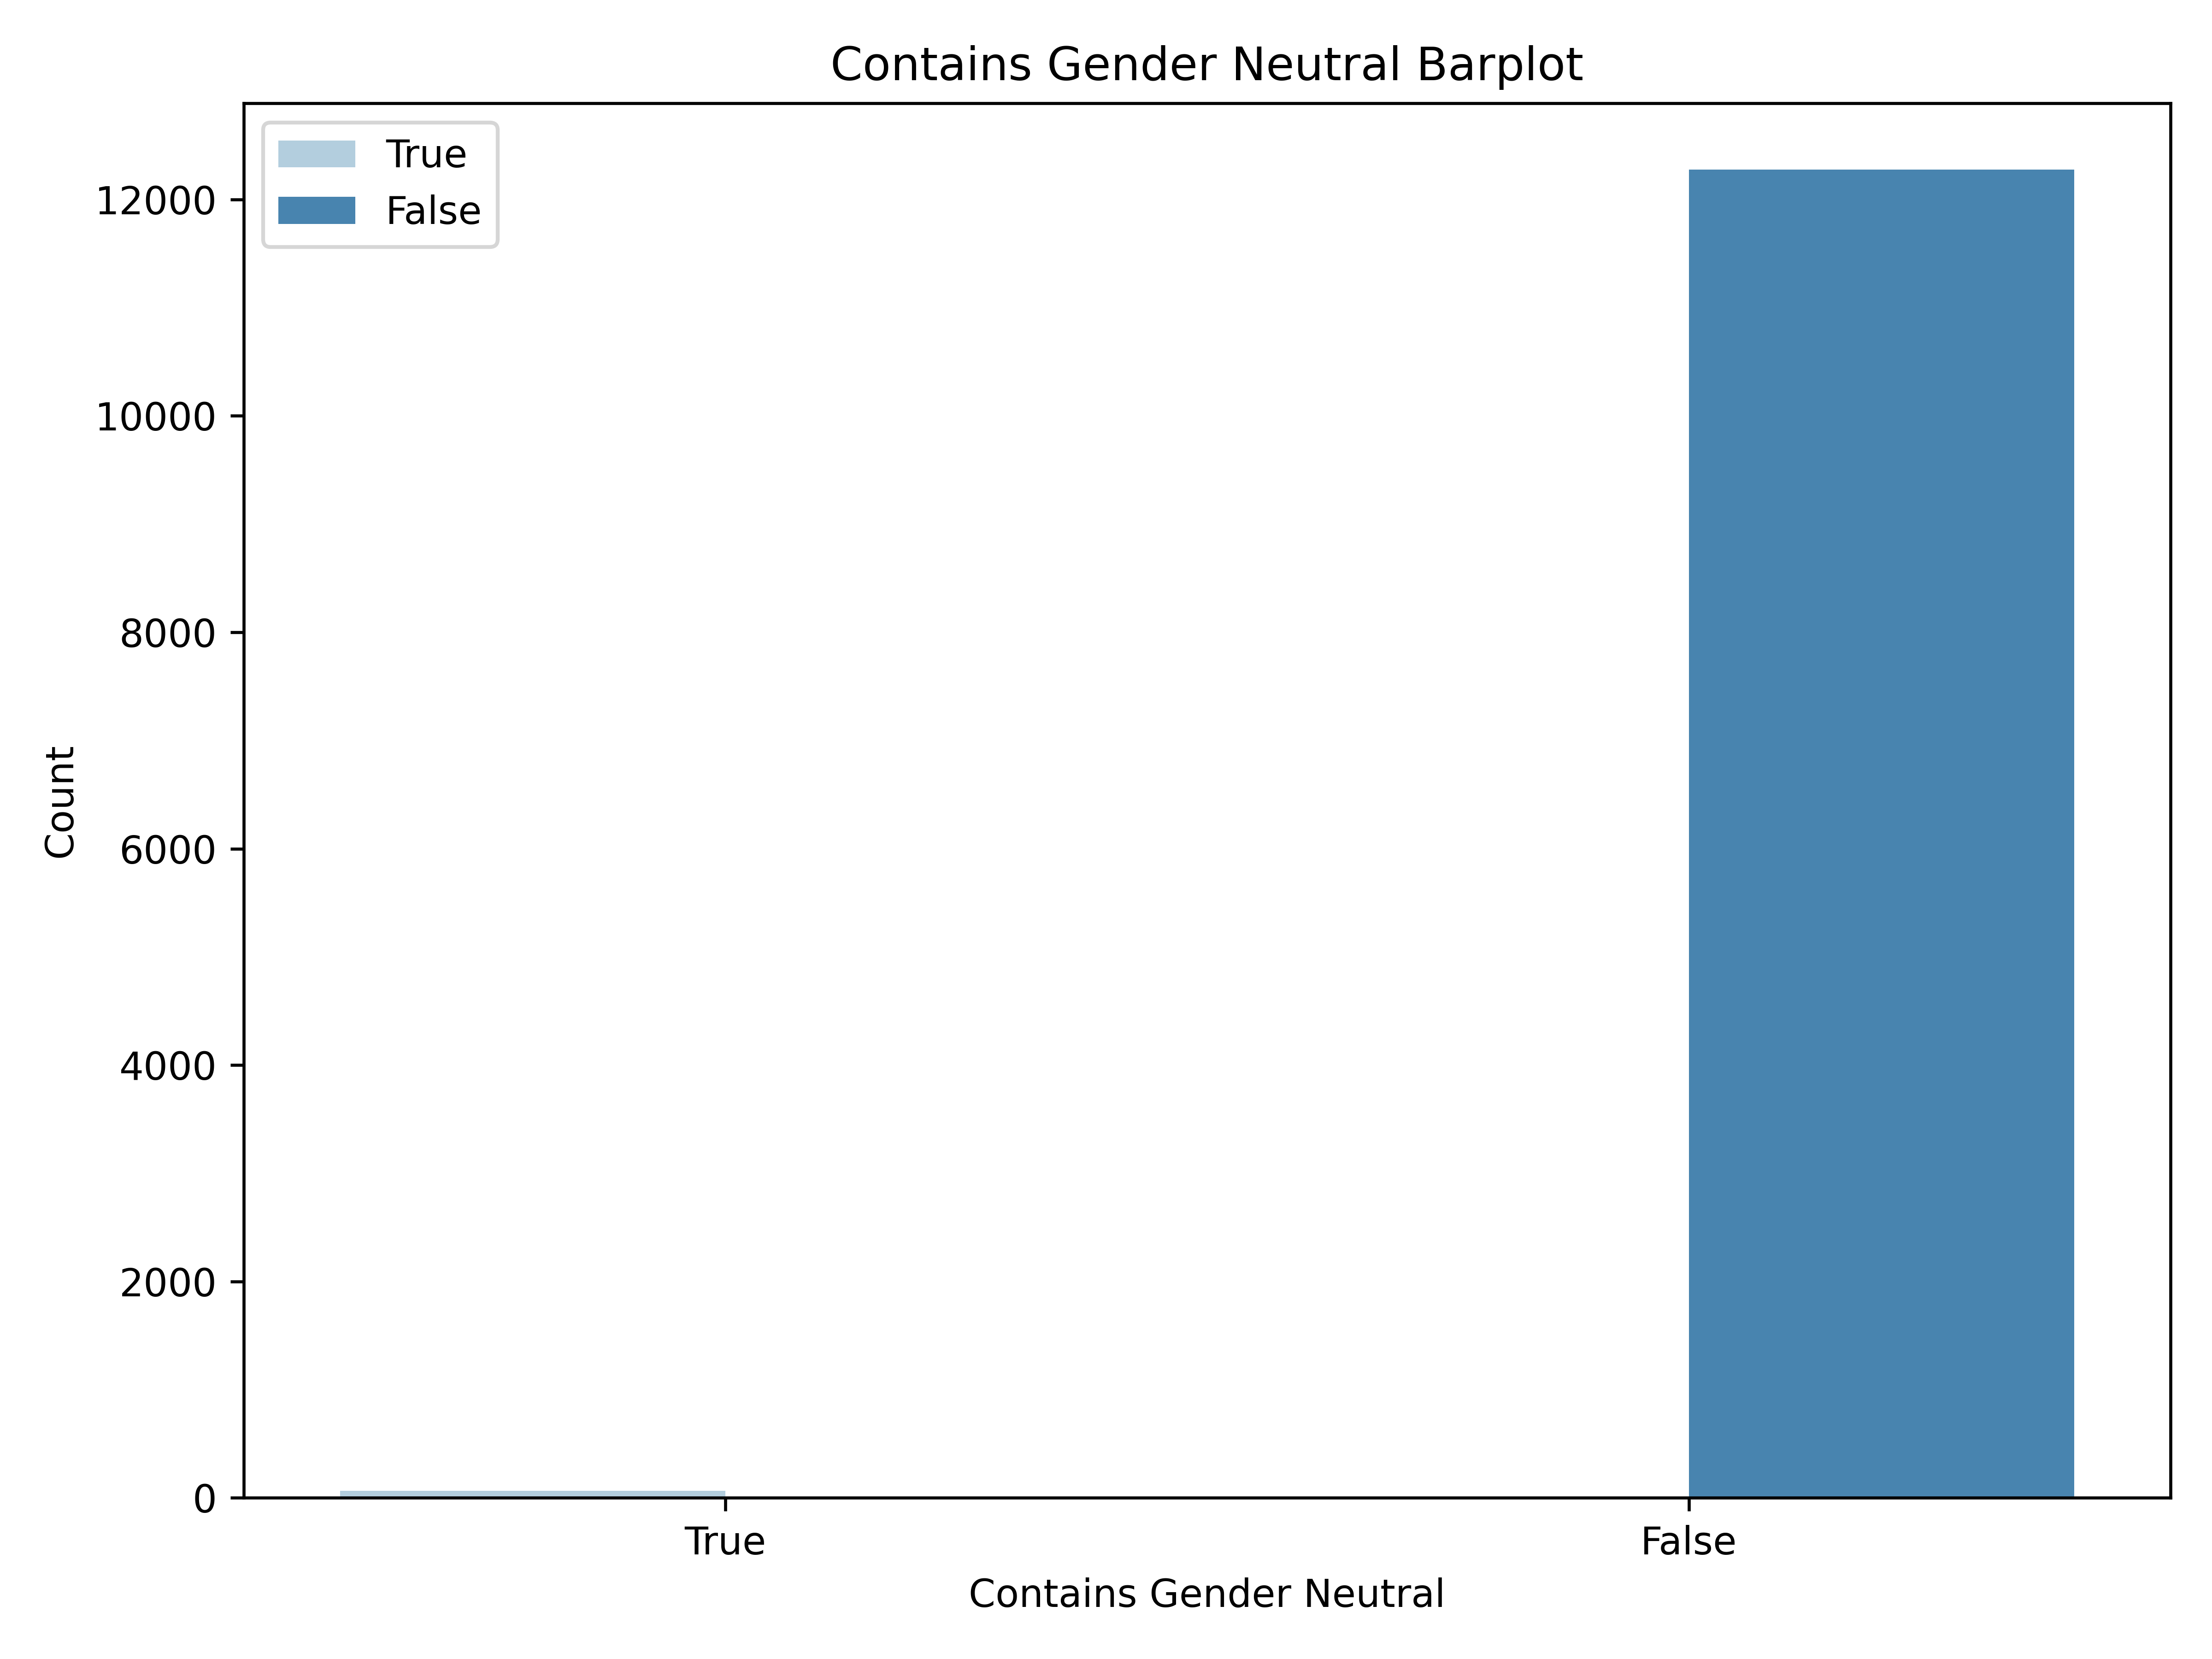 Contains Gender Neutral Barplot
True
False
12000
10000
8000
6000
4000
2000
0
Count
True False
Contains Gender Neutral